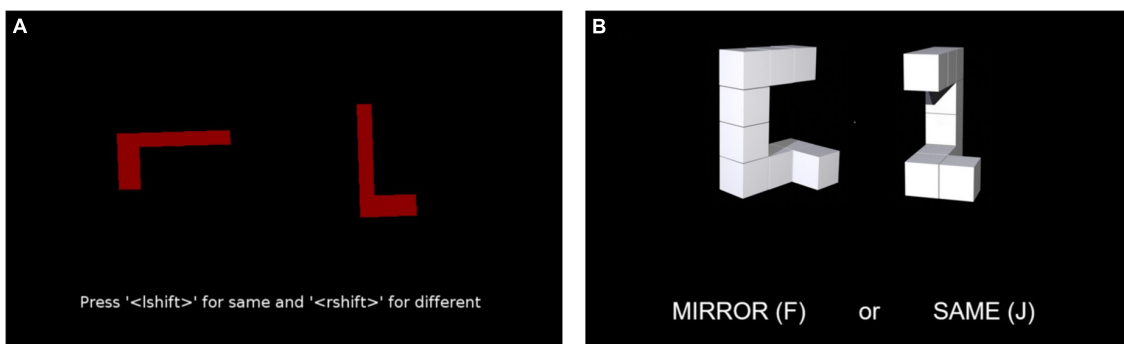 A
B
Press '<lshift>' for same and '<rshift>' for different
MIRROR (F) or SAME (J)